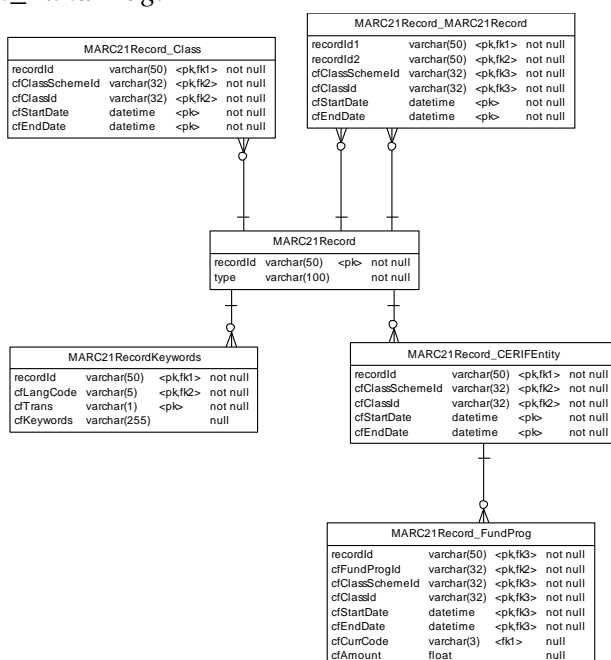 MARC21Record_Class
recordId varchar(50) <pk,fk1> not null
cfClassSchemeId varchar(32) <pk,fk2> not null
cfClassId varchar(32) <pk,fk2> not null
cfStartDate datetime <pk> not null
cfEndDate datetime <pk> not null
MARC21Record_MARC21Record
recordId1 varchar(50) <pk,fk1> not null
recordId2 varchar(50) <pk,fk2> not null
cfClassSchemeId varchar(32) <pk,fk3> not null
cfClassId varchar(32) <pk,fk3> not null
cfStartDate datetime <pk> not null
cfEndDate datetime <pk> not null
MARC21Record
recordId varchar(50) <pk> not null
type varchar(100) not null
MARC21RecordKeywords
recordId varchar(50) <pk,fk1> not null
cfLangCode varchar(5) <pk,fk2> not null
cfTrans varchar(1) <pk> not null
cfKeywords varchar(255) null
MARC21Record_CERIFEntity
recordId varchar(50) <pk,fk1> not null
cfClassSchemeId varchar(32) <pk,fk2> not null
cfClassId varchar(32) <pk,fk2> not null
cfStartDate datetime <pk> not null
cfEndDate datetime <pk> not null
MARC21Record_FundProg
recordId varchar(50) <pk,fk3> not null
cfFundProgId varchar(32) <pk,fk2> not null
cfClassSchemeId varchar(32) <pk,fk3> not null
cfClassId varchar(32) <pk,fk3> not null
cfStartDate datetime <pk,fk3> not null
cfEndDate datetime <pk,fk3> not null
cfCurrCode varchar(3) <fk1> null
cfAmount float null